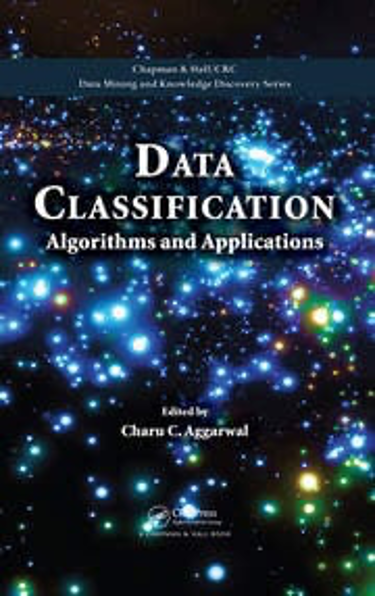 Chapman & Hall/CRC
Data Mining and Knowledge Discovery Series
DATA
CLASSIFICATION
Algorithms and Applications
Edited by
Charu C. Aggarwal
CRC Press